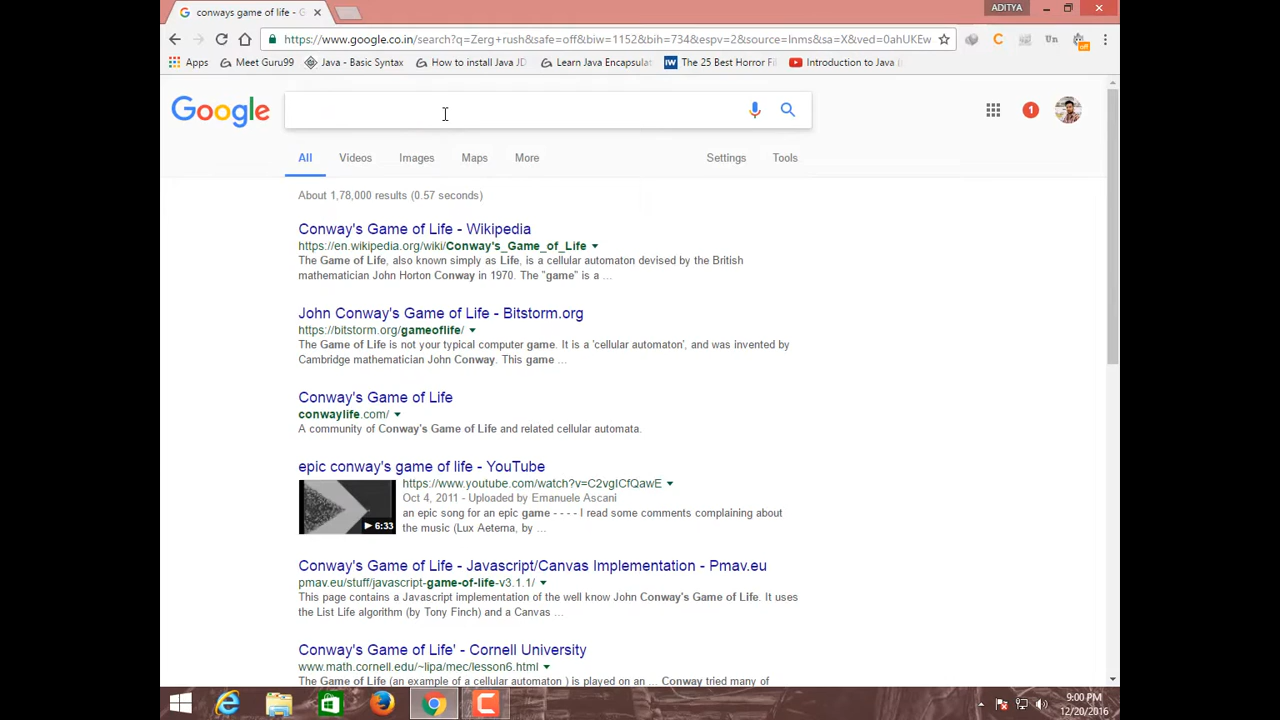 conways game of life - G
ADITYA
https://www.google.co.in/search?q=Zerg+rush&safe=off&biw=1152&bih=734&espv=2&source=lnms&sa=X&ved=0ahUKEw
Apps Meet Guru99 Java - Basic Syntax How to install Java JD Learn Java Encapsulat The 25 Best Horror Fi Introduction to Java
Google
1
All Videos Images Maps More Settings Tools
About 1,78,000 results (0.57 seconds)
Conway's Game of Life - Wikipedia
https://en.wikipedia.org/wiki/Conway's_Game_of_Life
The Game of Life, also known simply as Life, is a cellular automaton devised by the British
mathematician John Horton Conway in 1970. The "game" is a ...
John Conway's Game of Life - Bitstorm.org
https://bitstorm.org/gameoflife/
The Game of Life is not your typical computer game. It is a 'cellular automaton', and was invented by
Cambridge mathematician John Conway. This game ...
Conway's Game of Life
conwaylife.com/
A community of Conway's Game of Life and related cellular automata.
epic conway's game of life - YouTube
https://www.youtube.com/watch?v=C2vgICfQawE
Oct 4, 2011 - Uploaded by Emanuele Ascani
an epic song for an epic game - - - - I read some comments complaining about
the music (Lux Aeterna, by ...
6:33
Conway's Game of Life - Javascript/Canvas Implementation - Pmav.eu
pmav.eu/stuff/javascript-game-of-life-v3.1.1/
This page contains a Javascript implementation of the well know John Conway's Game of Life. It uses
the List Life algorithm (by Tony Finch) and a Canvas ...
Conway's Game of Life' - Cornell University
www.math.cornell.edu/~lipa/mec/lesson6.html
The Game of Life (an example of a cellular automaton ) is played on an ... Conway tried many of
9:00 PM
12/20/2016